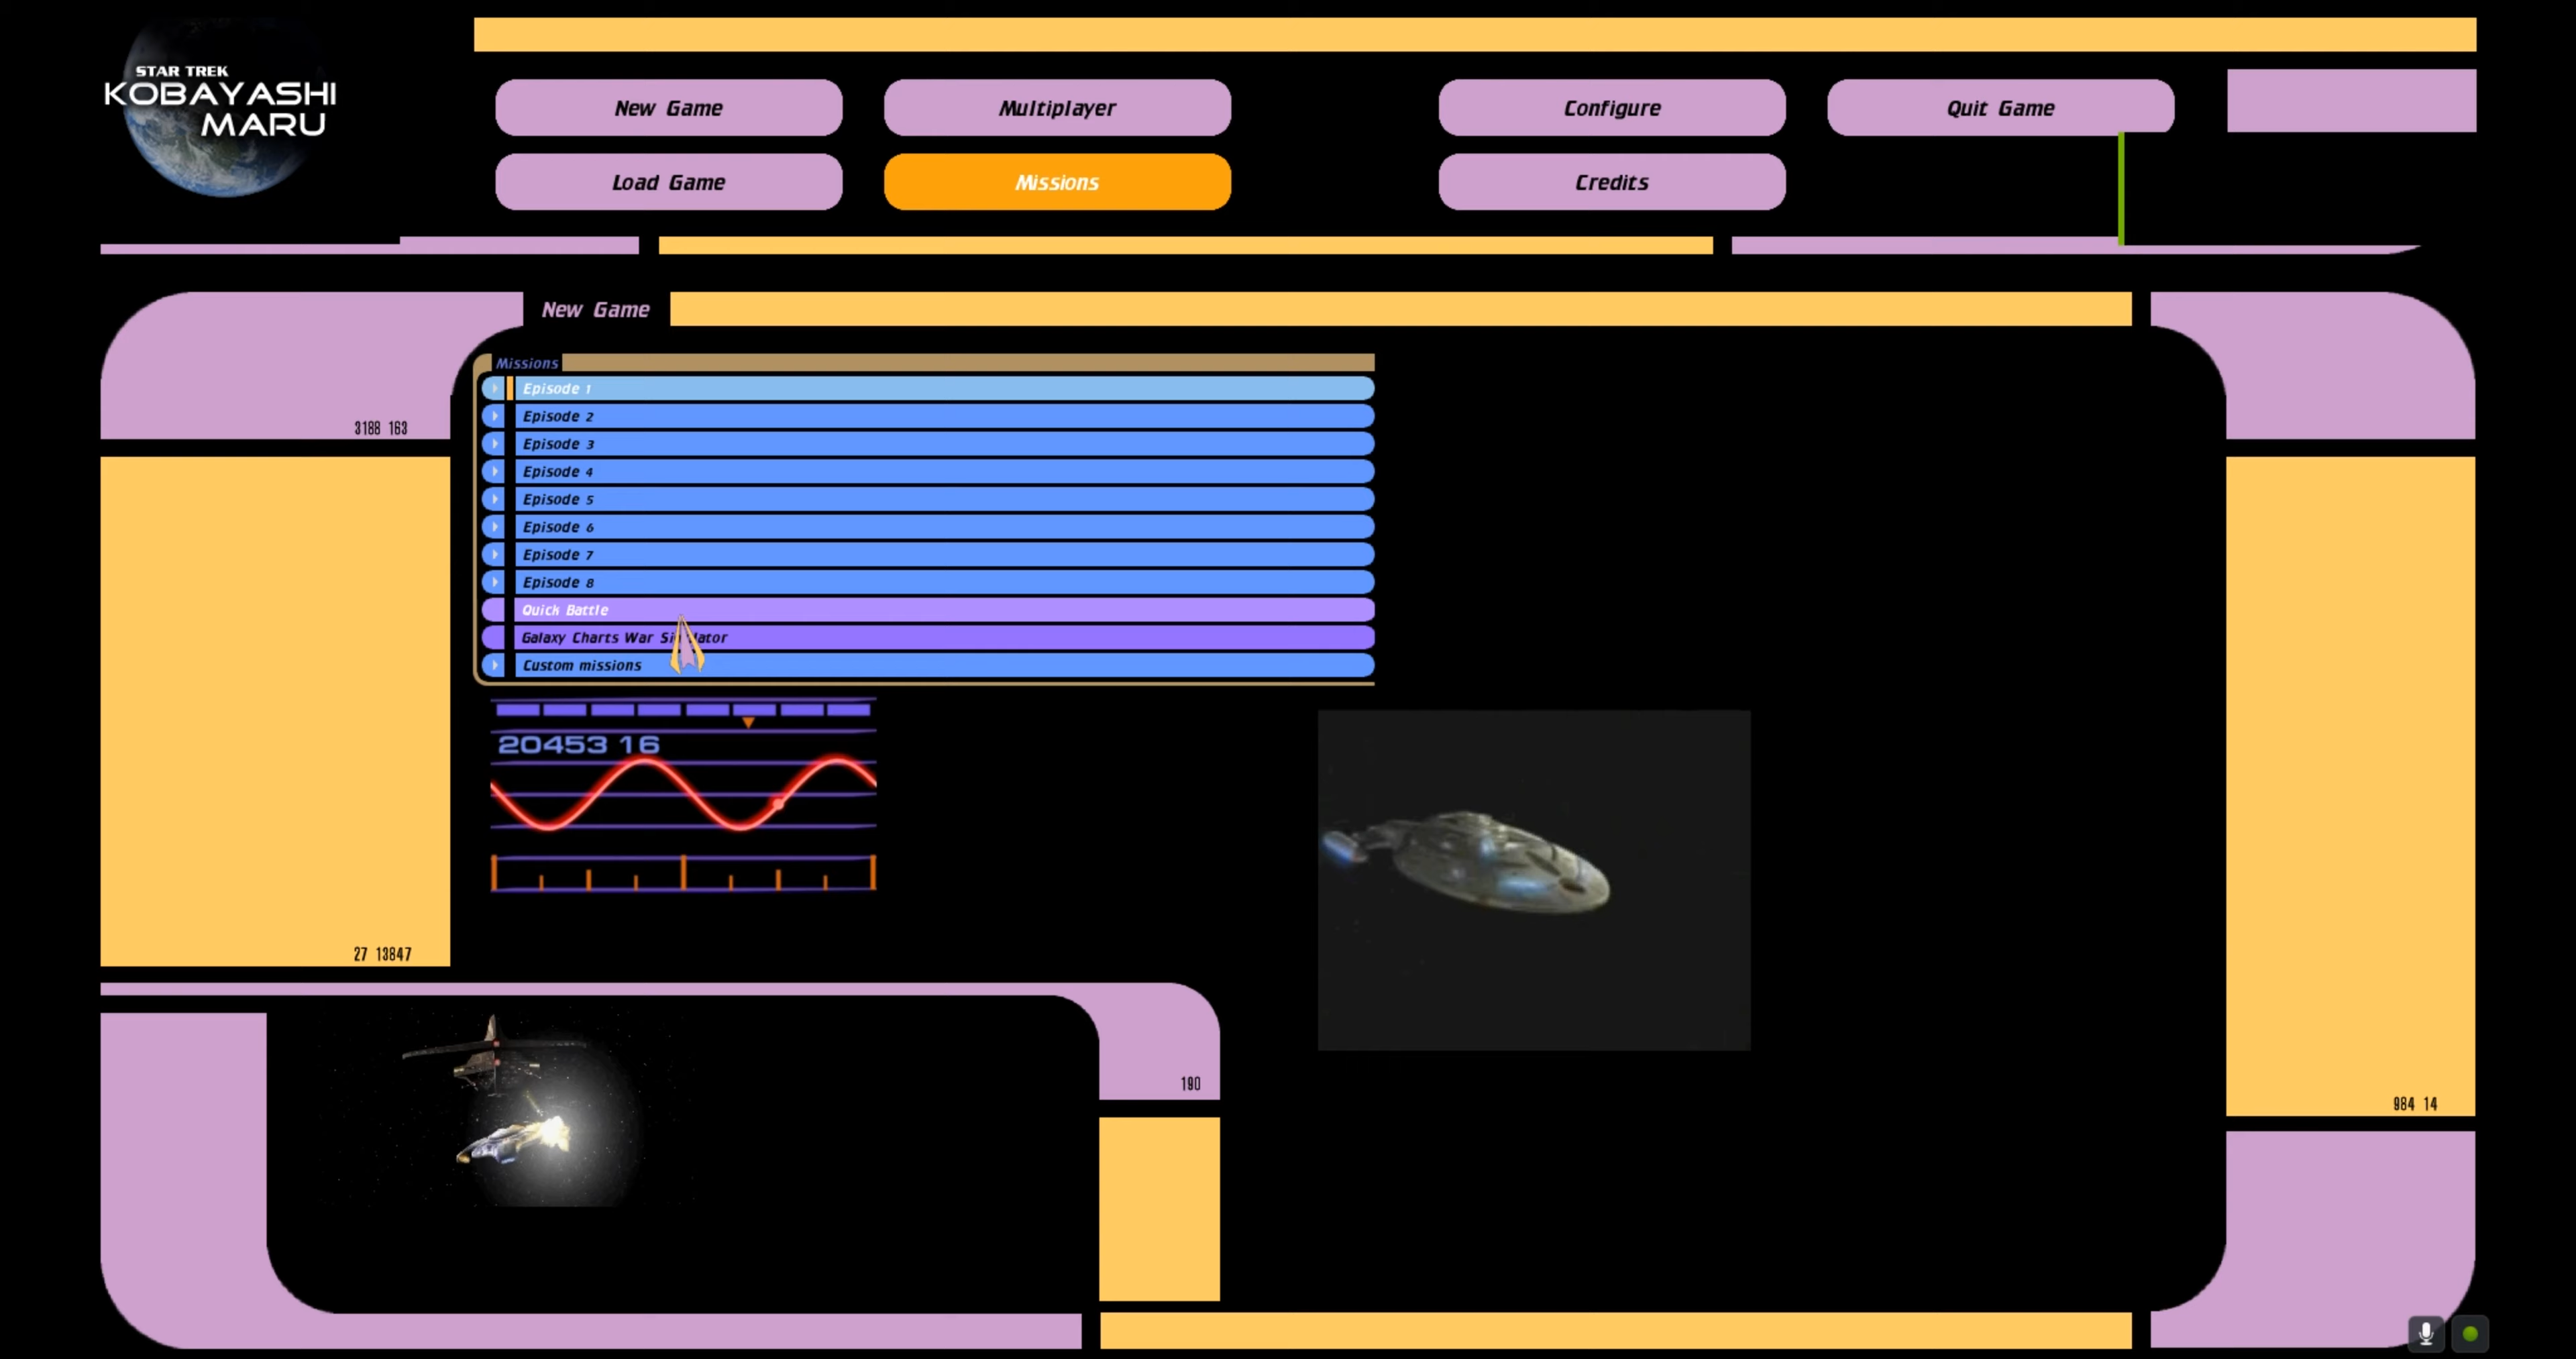 STAR TREK
KOBAYASHI
MARU
New Game
Multiplayer
Configure
Quit Game
Load Game
Missions
Credits
New Game
Missions
Episode 1
Episode 2
Episode 3
Episode 4
Episode 5
Episode 6
Episode 7
Episode 8
Quick Battle
Galaxy Charts War Simulator
Custom missions
3188 163
20453 16
27 13847
190
984 14